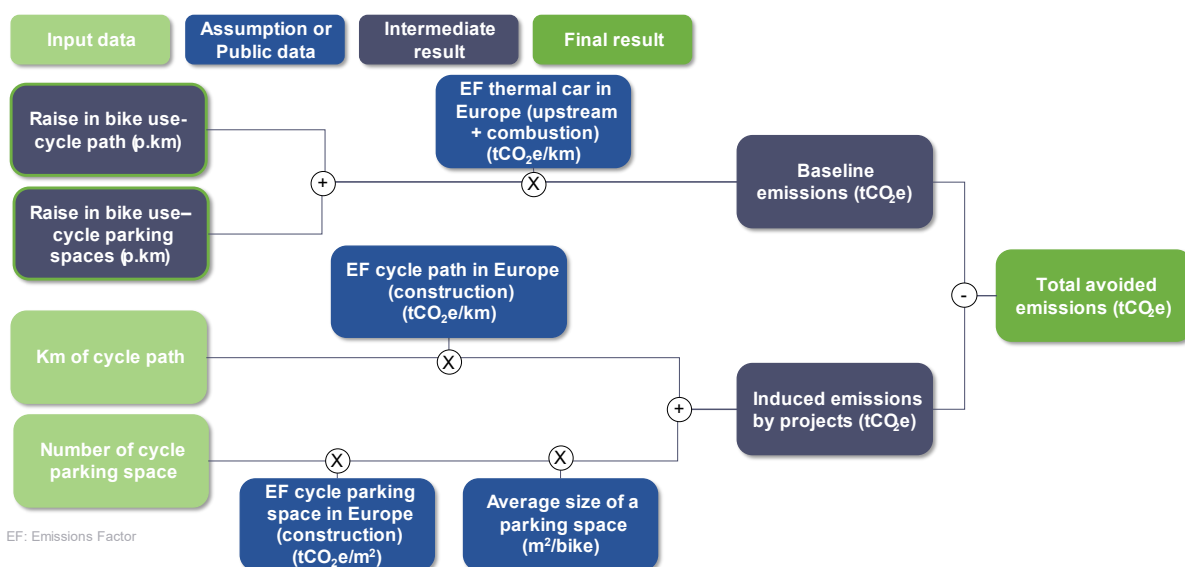 Input data
Assumption or
Public data
Intermediate
result
Final result
Raise in bike use-
cycle path (p.km)
EF thermal car in
Europe (upstream
+ combustion)
(tCO₂e/km)
Baseline
emissions (tCO₂e)
+
X
Raise in bike use–
cycle parking
spaces (p.km)
EF cycle path in Europe
(construction)
(tCO₂e/km)
Total avoided
emissions (tCO₂e)
-
Km of cycle path
X
Induced emissions
by projects (tCO₂e)
+
Number of cycle
parking space
X
X
EF cycle parking
space in Europe
(construction)
(tCO₂e/m²)
Average size of a
parking space
(m²/bike)
EF: Emissions Factor